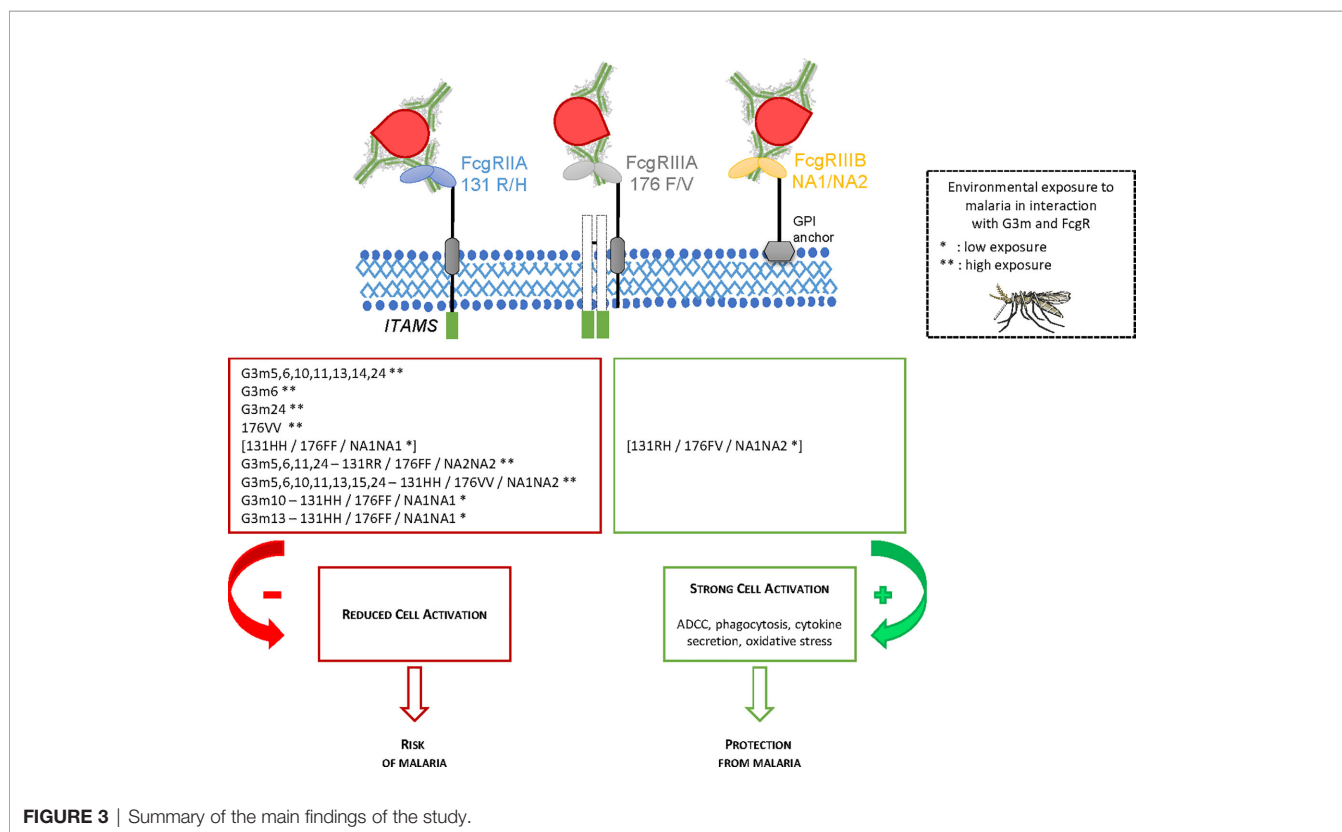 FcgRIIA
131 R/H
FcgRIIIA
176 F/V
FcgRIIIB
NA1/NA2
GPI
anchor
ITAMS
Environmental exposure to
malaria in interaction
with G3m and FcgR
* : low exposure
** : high exposure
G3m5,6,10,11,13,14,24 **
G3m6 **
G3m24 **
176VV **
[131HH / 176FF / NA1NA1 *]
G3m5,6,11,24 – 131RR / 176FF / NA2NA2 **
G3m5,6,10,11,13,15,24 – 131HH / 176VV / NA1NA2 **
G3m10 – 131HH / 176FF / NA1NA1 *
G3m13 – 131HH / 176FF / NA1NA1 *
[131RH / 176FV / NA1NA2 *]
REDUCED CELL ACTIVATION
STRONG CELL ACTIVATION
ADCC, phagocytosis, cytokine
secretion, oxidative stress
RISK
OF MALARIA
PROTECTION
FROM MALARIA
FIGURE 3 | Summary of the main findings of the study.